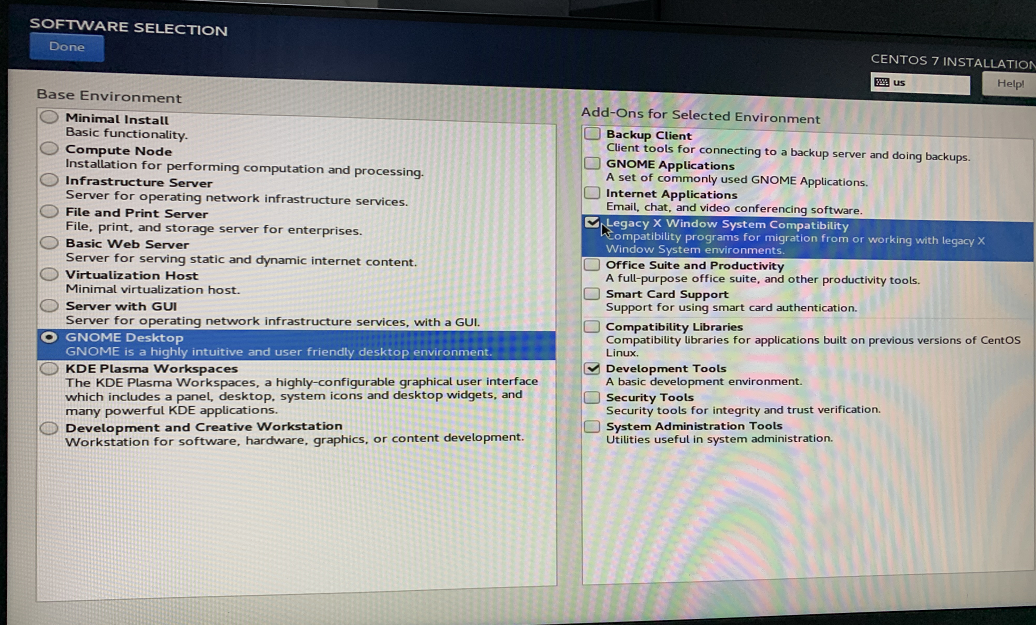 SOFTWARE SELECTION
Done
CENTOS 7 INSTALLATION
us
Help!
Base Environment
Minimal Install
Basic functionality.
Compute Node
Installation for performing computation and processing.
Infrastructure Server
Server for operating network infrastructure services.
File and Print Server
File, print, and storage server for enterprises.
Basic Web Server
Server for serving static and dynamic internet content.
Virtualization Host
Minimal virtualization host.
Server with GUI
Server for operating network infrastructure services, with a GUI.
GNOME Desktop
GNOME is a highly intuitive and user friendly desktop environment.
KDE Plasma Workspaces
The KDE Plasma Workspaces, a highly-configurable graphical user interface
which includes a panel, desktop, system icons and desktop widgets, and
many powerful KDE applications.
Development and Creative Workstation
Workstation for software, hardware, graphics, or content development.
Add-Ons for Selected Environment
Backup Client
Client tools for connecting to a backup server and doing backups.
GNOME Applications
A set of commonly used GNOME Applications.
Internet Applications
Email, chat, and video conferencing software.
Legacy X Window System Compatibility
Compatibility programs for migration from or working with legacy X
Window System environments.
Office Suite and Productivity
A full-purpose office suite, and other productivity tools.
Smart Card Support
Support for using smart card authentication.
Compatibility Libraries
Compatibility libraries for applications built on previous versions of CentOS
Linux.
Development Tools
A basic development environment.
Security Tools
Security tools for integrity and trust verification.
System Administration Tools
Utilities useful in system administration.